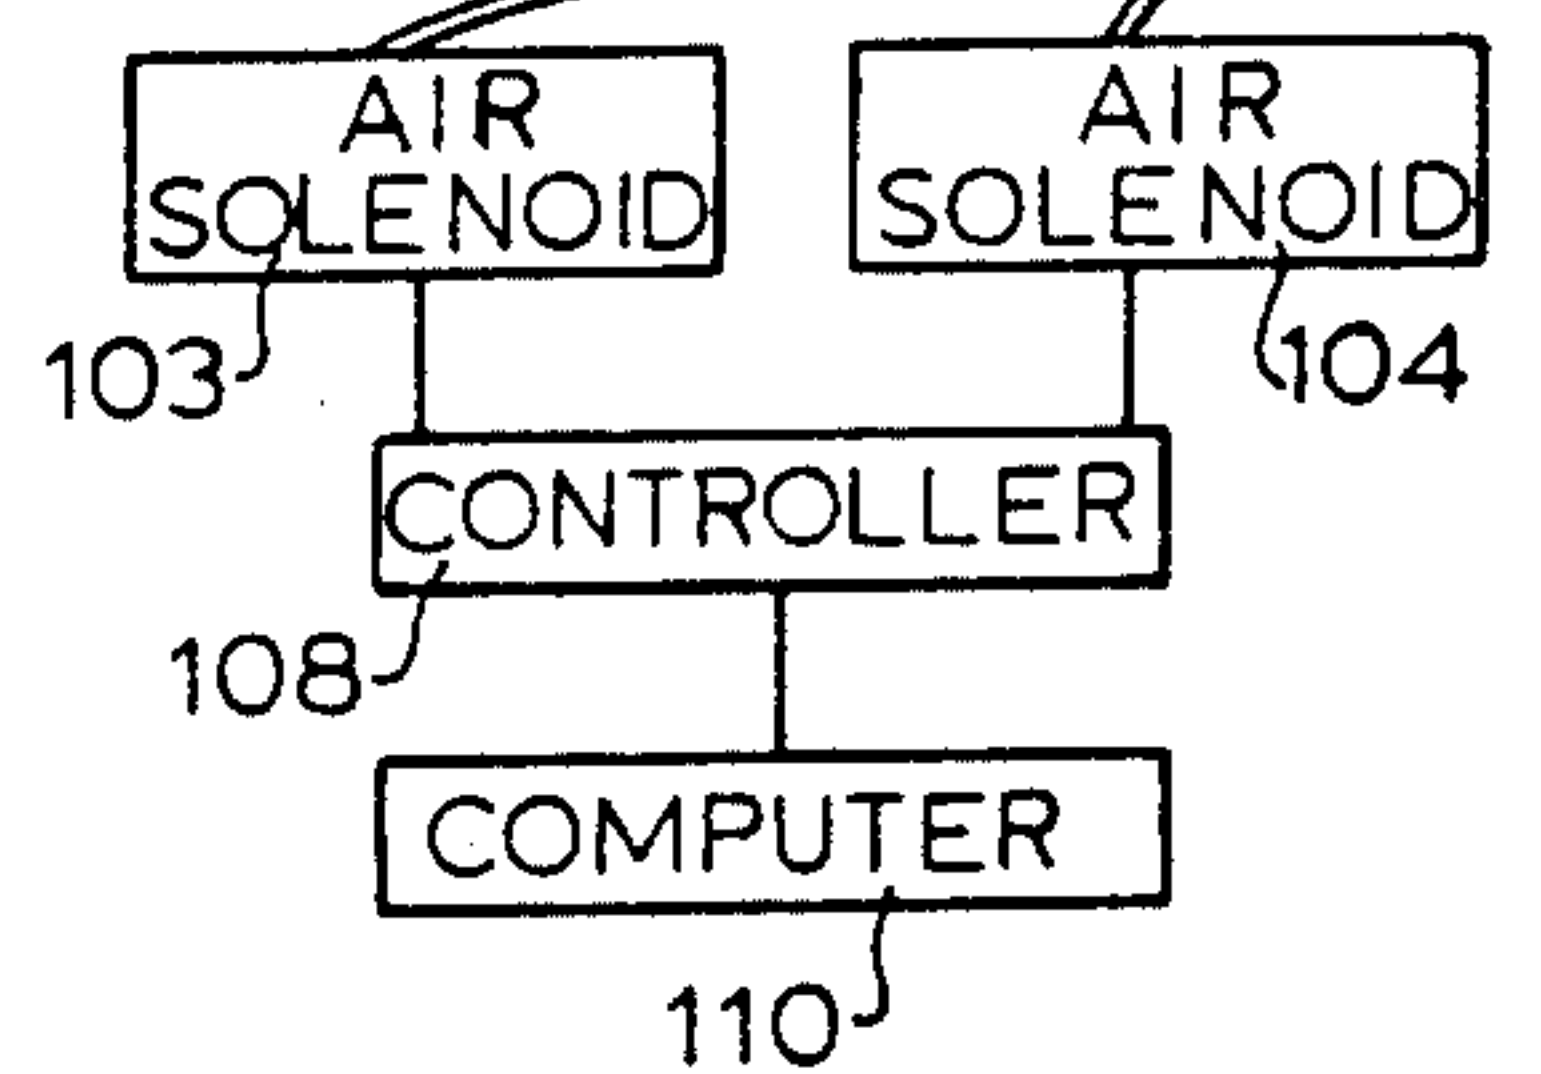 AIR
SOLENOID
AIR
SOLENOID
103
104
CONTROLLER
108
COMPUTER
110